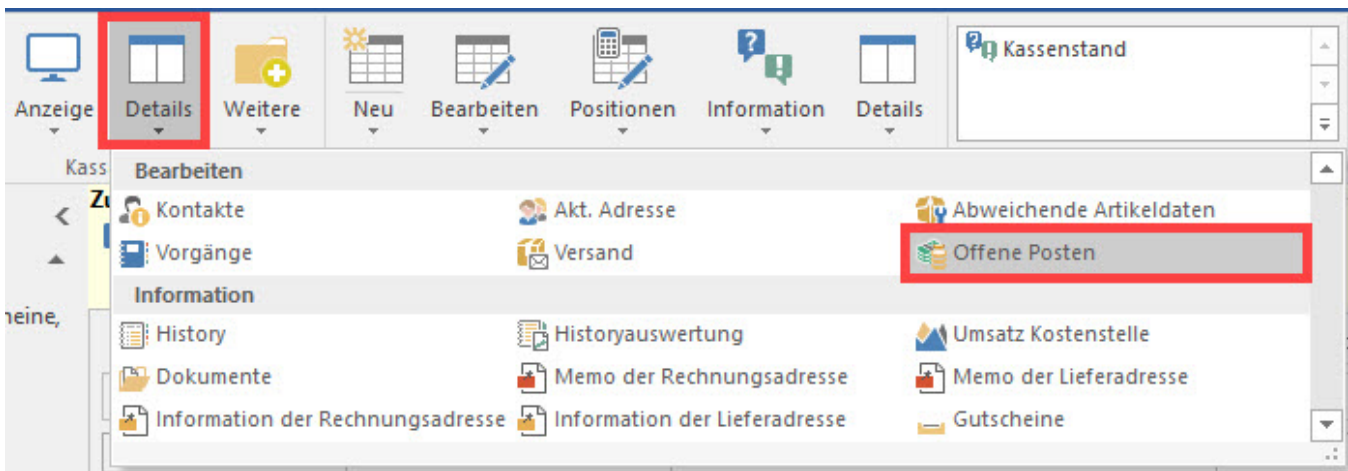 Kassenstand
Anzeige Details Weitere Neu Bearbeiten Positionen Information Details
Kass
Bearbeiten
Kontakte Akt. Adresse Abweichende Artikeldaten
Vorgänge Versand Offene Posten
Information
heine,
History Historyauswertung Umsatz Kostenstelle
Dokumente Memo der Rechnungsadresse Memo der Lieferadresse
Information der Rechnungsadresse Information der Lieferadresse Gutscheine